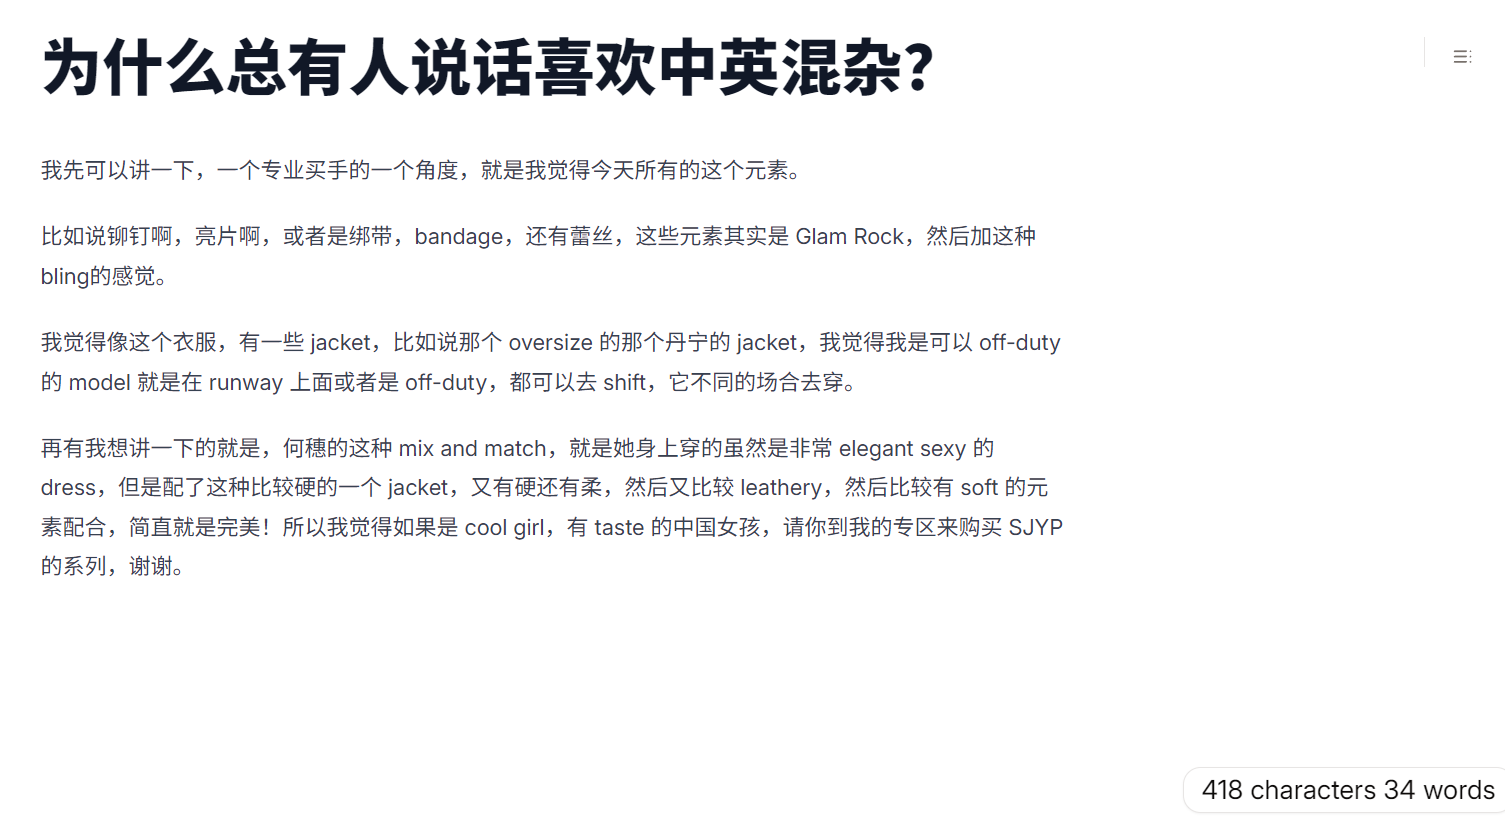 为什么总有人说话喜欢中英混杂？
我先可以讲一下，一个专业买手的一个角度，就是我觉得今天所有的这个元素。
比如说铆钉啊，亮片啊，或者是绑带，bandage，还有蕾丝，这些元素其实是 Glam Rock，然后加这种
bling的感觉。
我觉得像这个衣服，有一些 jacket，比如说那个 oversize 的那个丹宁的 jacket，我觉得我是可以 off-duty
的 model 就是在 runway 上面或者是 off-duty，都可以去 shift，它不同的场合去穿。
再有我想讲一下的就是，何穗的这种 mix and match，就是她身上穿的虽然是非常 elegant sexy 的
dress，但是配了这种比较硬的一个 jacket，又有硬还有柔，然后又比较 leathery，然后比较有 soft 的元
素配合，简直就是完美！所以我觉得如果是 cool girl，有 taste 的中国女孩，请你到我的专区来购买 SJYP
的系列，谢谢。
418 characters 34 words